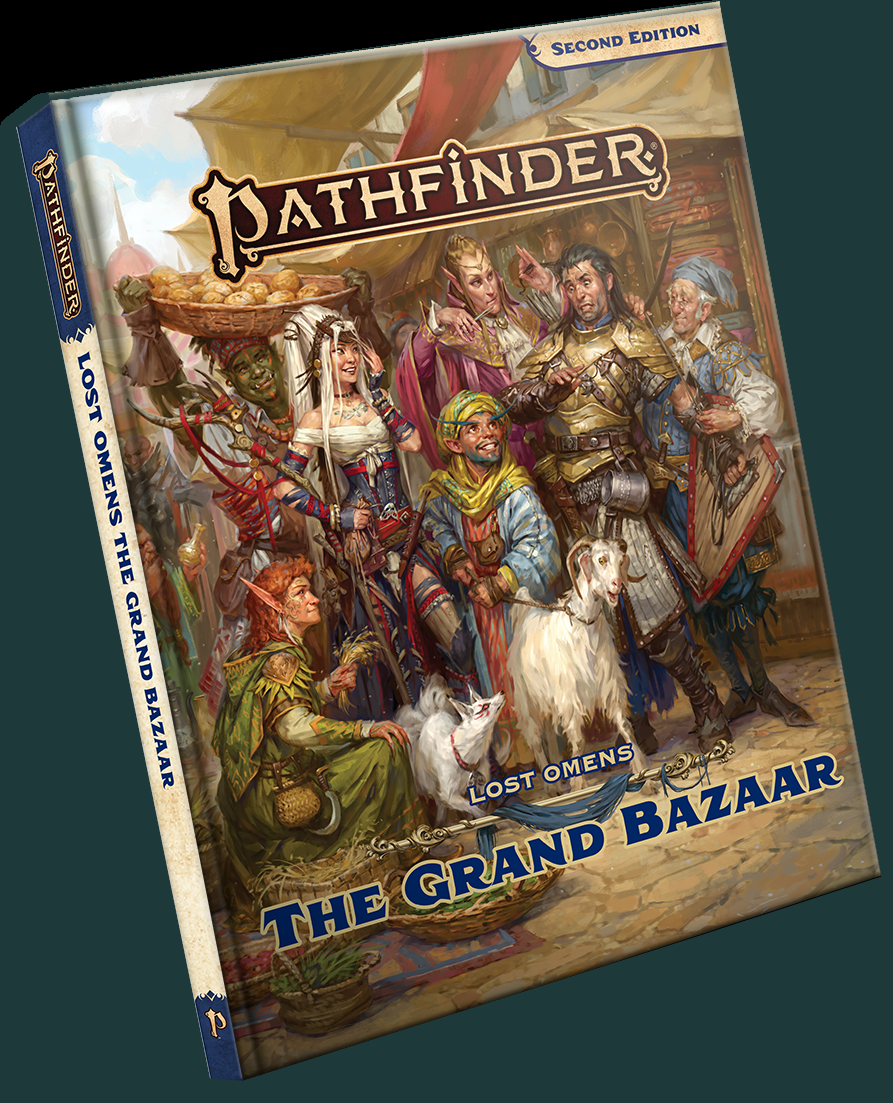 SECOND EDITION
PATHFINDER®
LOST OMENS
THE GRAND BAZAAR
PATHFINDER
LOST OMENS THE GRAND BAZAAR
P